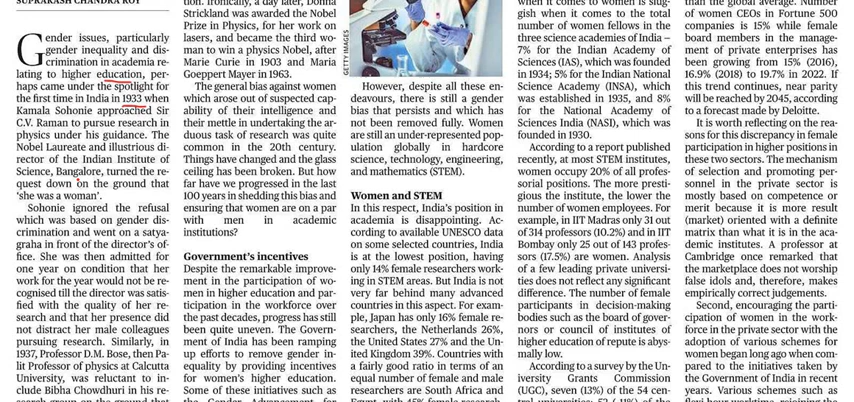 SUPRAKASH CHANDRA ROY
Gender issues, particularly
gender inequality and dis-
crimination in academia re-
lating to higher education, per-
haps came under the spotlight for
the first time in India in 1933 when
Kamala Sohonie approached Sir
C.V. Raman to pursue research in
physics under his guidance. The
Nobel Laureate and illustrious di-
rector of the Indian Institute of
Science, Bangalore, turned the re-
quest down on the ground that
‘she was a woman’.
Sohonie ignored the refusal
which was based on gender dis-
crimination and went on a satya-
graha in front of the director’s of-
fice. She was then admitted for
one year on condition that her
work for the year would not be re-
cognised till the director was satis-
fied with the quality of her re-
search and that her presence did
not distract her male colleagues
pursuing research. Similarly, in
1937, Professor D.M. Bose, then Pa-
lit Professor of physics at Calcutta
University, was reluctant to in-
clude Bibha Chowdhuri in his re-
search group on the ground that
tion. Ironically, a day later, Donna
Strickland was awarded the Nobel
Prize in Physics, for her work on
lasers, and became the third wo-
man to win a physics Nobel, after
Marie Curie in 1903 and Maria
Goeppert Mayer in 1963.
The general bias against women
which arose out of suspected cap-
ability of their intelligence and
their mettle in undertaking the ar-
duous task of research was quite
common in the 20th century.
Things have changed and the glass
ceiling has been broken. But how
far have we progressed in the last
100 years in shedding this bias and
ensuring that women are on a par
with men in academic
institutions?
Government’s incentives
Despite the remarkable improve-
ment in the participation of wo-
men in higher education and par-
ticipation in the workforce over
the past decades, progress has still
been quite uneven. The Govern-
ment of India has been ramping
up efforts to remove gender in-
equality by providing incentives
for women’s higher education.
Some of these initiatives such as
the Gender Advancement for
GETTY IMAGES
However, despite all these en-
deavours, there is still a gender
bias that persists and which has
not been removed fully. Women
are still an under-represented pop-
ulation globally in hardcore
science, technology, engineering,
and mathematics (STEM).
Women and STEM
In this respect, India’s position in
academia is disappointing. Ac-
cording to available UNESCO data
on some selected countries, India
is at the lowest position, having
only 14% female researchers work-
ing in STEM areas. But India is not
very far behind many advanced
countries in this aspect. For exam-
ple, Japan has only 16% female re-
searchers, the Netherlands 26%,
the United States 27% and the Un-
ited Kingdom 39%. Countries with
a fairly good ratio in terms of an
equal number of female and male
researchers are South Africa and
Egypt, with 45% female research-
when it comes to women is slug-
gish when it comes to the total
number of women fellows in the
three science academies of India –
7% for the Indian Academy of
Sciences (IAS), which was founded
in 1934; 5% for the Indian National
Science Academy (INSA), which
was established in 1935, and 8%
for the National Academy of
Sciences India (NASI), which was
founded in 1930.
According to a report published
recently, at most STEM institutes,
women occupy 20% of all profes-
sorial positions. The more presti-
gious the institute, the lower the
number of women employees. For
example, in IIT Madras only 31 out
of 314 professors (10.2%) and in IIT
Bombay only 25 out of 143 profes-
sors (17.5%) are women. Analysis
of a few leading private universi-
ties does not reflect any significant
difference. The number of female
participants in decision-making
bodies such as the board of gover-
nors or council of institutes of
higher education of repute is abys-
mally low.
According to a survey by the Un-
iversity Grants Commission
(UGC), seven (13%) of the 54 cen-
than the global average. Number
of women CEOs in Fortune 500
companies is 15% while female
board members in the manage-
ment of private enterprises has
been growing from 15% (2016),
16.9% (2018) to 19.7% in 2022. If
this trend continues, near parity
will be reached by 2045, according
to a forecast made by Deloitte.
It is worth reflecting on the rea-
sons for this discrepancy in female
participation in higher positions in
these two sectors. The mechanism
of selection and promoting per-
sonnel in the private sector is
mostly based on competence or
merit because it is more result
(market) oriented with a definite
matrix than what it is in the aca-
demic institutes. A professor at
Cambridge once remarked that
the marketplace does not worship
false idols and, therefore, makes
empirically correct judgements.
Second, encouraging the parti-
cipation of women in the work-
force in the private sector with the
adoption of various schemes for
women began long ago when com-
pared to the initiatives taken by
the Government of India in recent
years. Various schemes such as